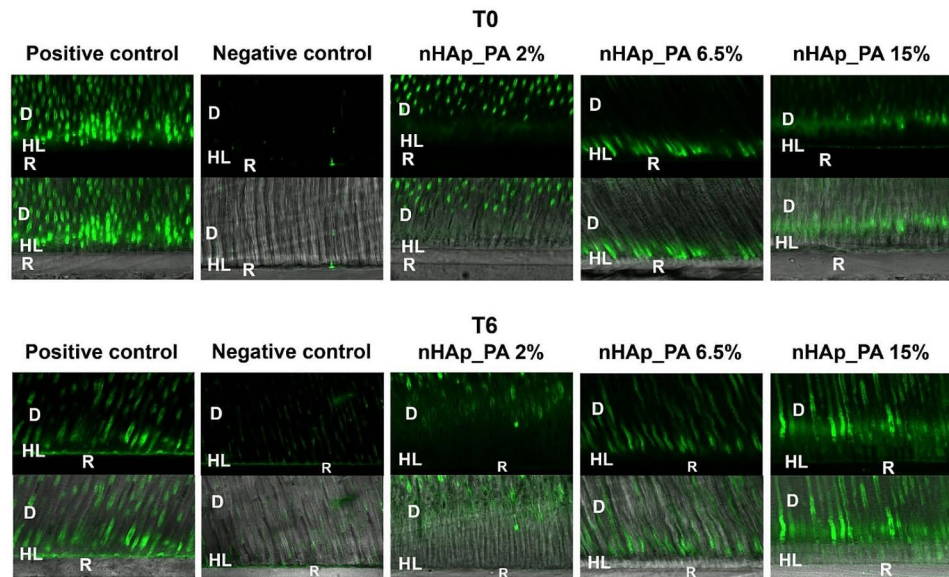 T0
Positive control Negative control nHAp_PA 2% nHAp_PA 6.5% nHAp_PA 15%
D D D D D
HL HL HL HL HL
R R R R R
D D D D D
HL HL HL HL HL
R R R R R
T6
Positive control Negative control nHAp_PA 2% nHAp_PA 6.5% nHAp_PA 15%
D D D D D
HL HL HL HL HL
R R R R R
D D D D D
HL HL HL HL HL
R R R R R